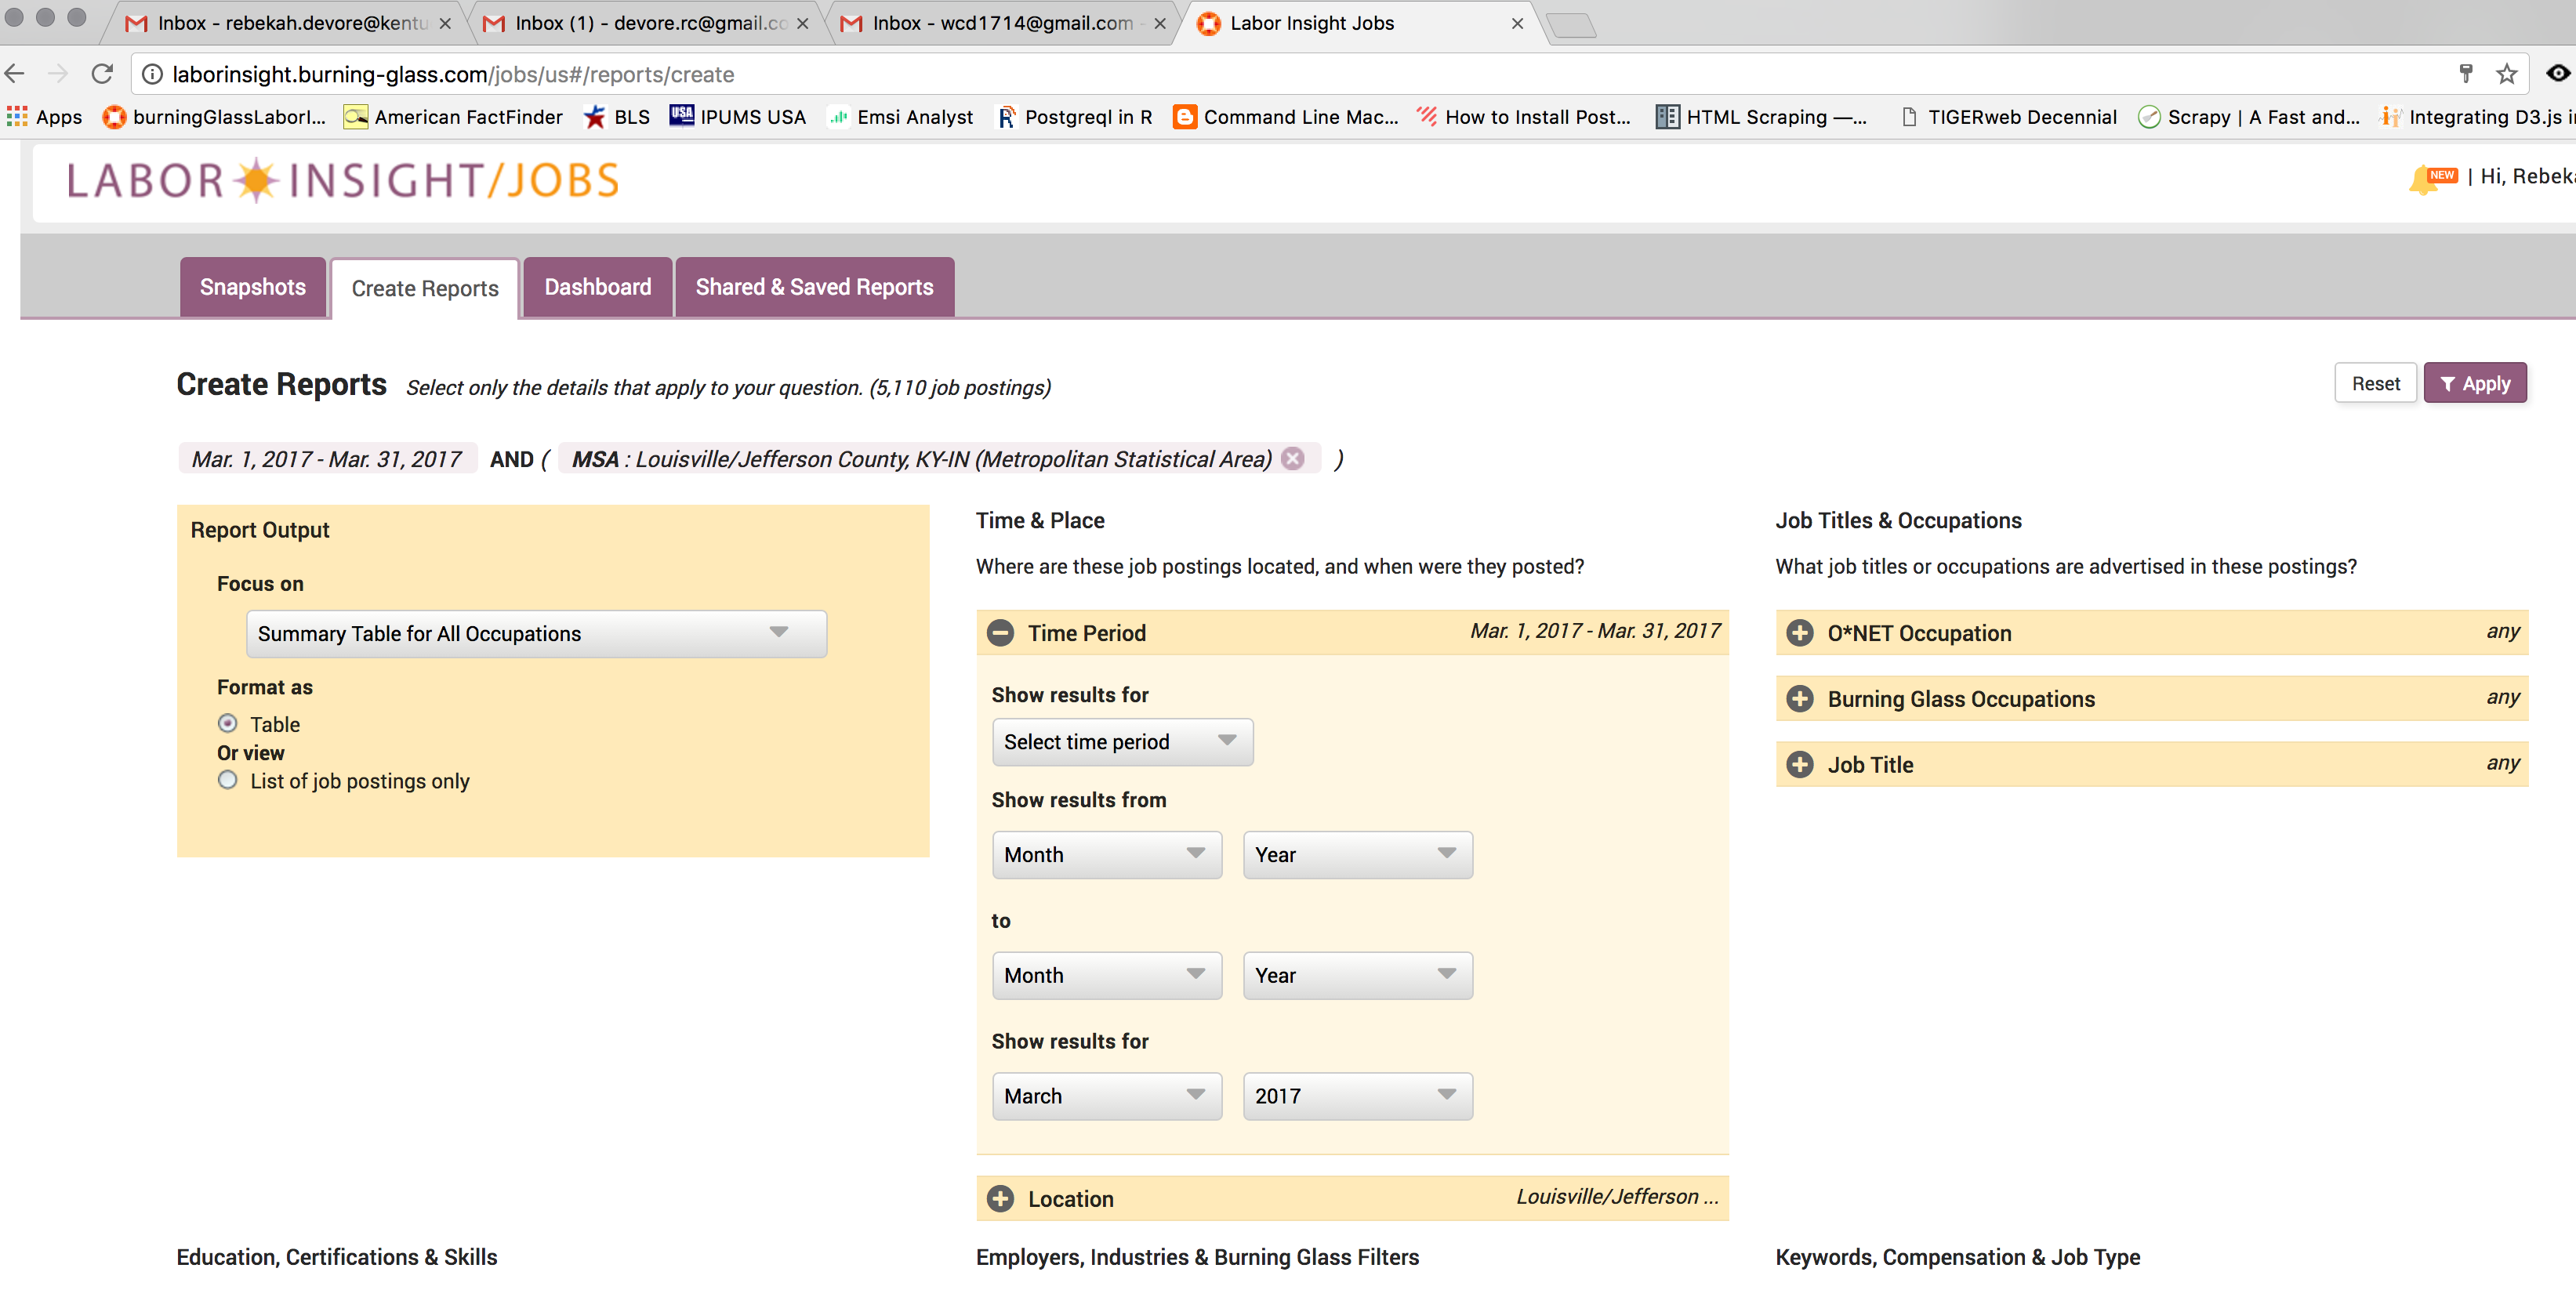 Inbox - rebekah.devore@kentu
Inbox (1) - devore.rc@gmail.co
Inbox - wcd1714@gmail.com -
Labor Insight Jobs
laborinsight.burning-glass.com/jobs/us#/reports/create
Apps burningGlassLaborI... American FactFinder BLS USA IPUMS USA Emsi Analyst Postgreql in R Command Line Mac... How to Install Post... HTML Scraping —... TIGERweb Decennial Scrapy | A Fast and... Integrating D3.js i
LABOR INSIGHT/JOBS
NEW | Hi, Rebek
Snapshots Create Reports Dashboard Shared & Saved Reports
Create Reports Select only the details that apply to your question. (5,110 job postings)
Reset Apply
Mar. 1, 2017 - Mar. 31, 2017 AND ( MSA : Louisville/Jefferson County, KY-IN (Metropolitan Statistical Area) )
Report Output
Focus on
Summary Table for All Occupations
Format as
Table
Or view
List of job postings only
Time & Place
Where are these job postings located, and when were they posted?
Time Period Mar. 1, 2017 - Mar. 31, 2017
Show results for
Select time period
Show results from
Month Year
to
Month Year
Show results for
March 2017
Location Louisville/Jefferson ...
Job Titles & Occupations
What job titles or occupations are advertised in these postings?
O*NET Occupation any
Burning Glass Occupations any
Job Title any
Education, Certifications & Skills
Employers, Industries & Burning Glass Filters
Keywords, Compensation & Job Type